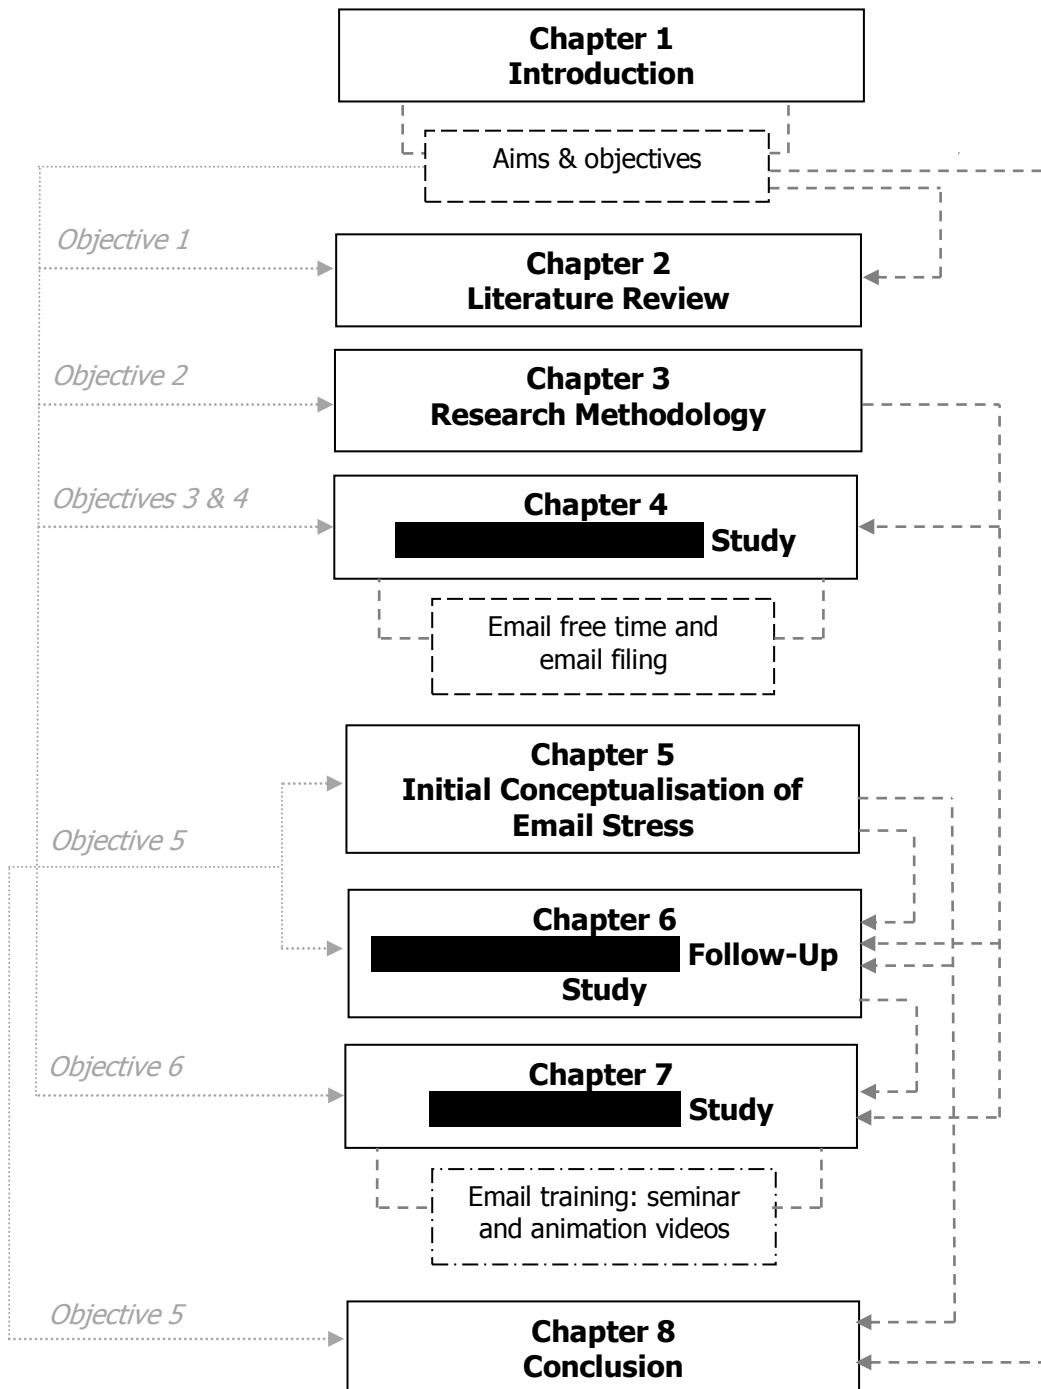 Chapter 1
Introduction
Aims & objectives
Objective 1
Chapter 2
Literature Review
Objective 2
Chapter 3
Research Methodology
Objectives 3 & 4
Chapter 4
Study
Email free time and
email filing
Chapter 5
Initial Conceptualisation of
Email Stress
Objective 5
Chapter 6
Follow-Up
Study
Objective 6
Chapter 7
Study
Email training: seminar
and animation videos
Objective 5
Chapter 8
Conclusion